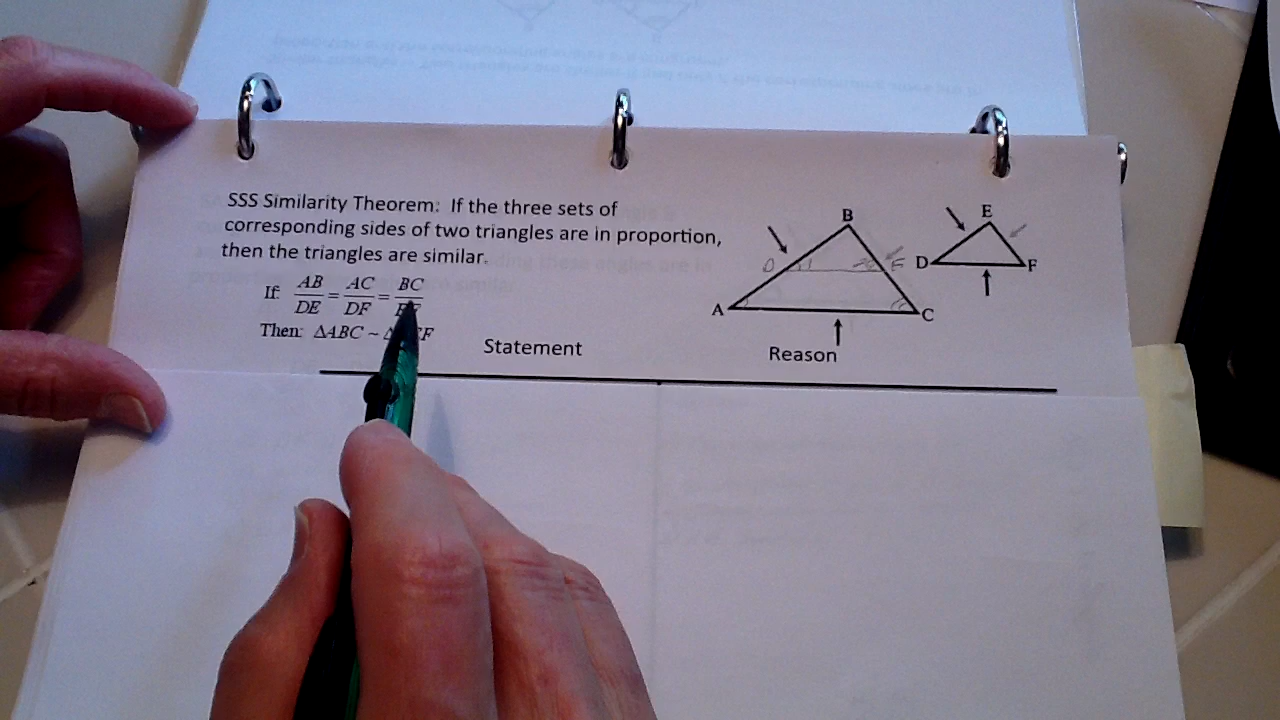 SSS Similarity Theorem: If the three sets of
corresponding sides of two triangles are in proportion,
then the triangles are similar.
If: AB/DE = AC/DF = BC/
Then: ΔABC ~ Δ F
Statement
Reason
B
A
C
D
E
D
F